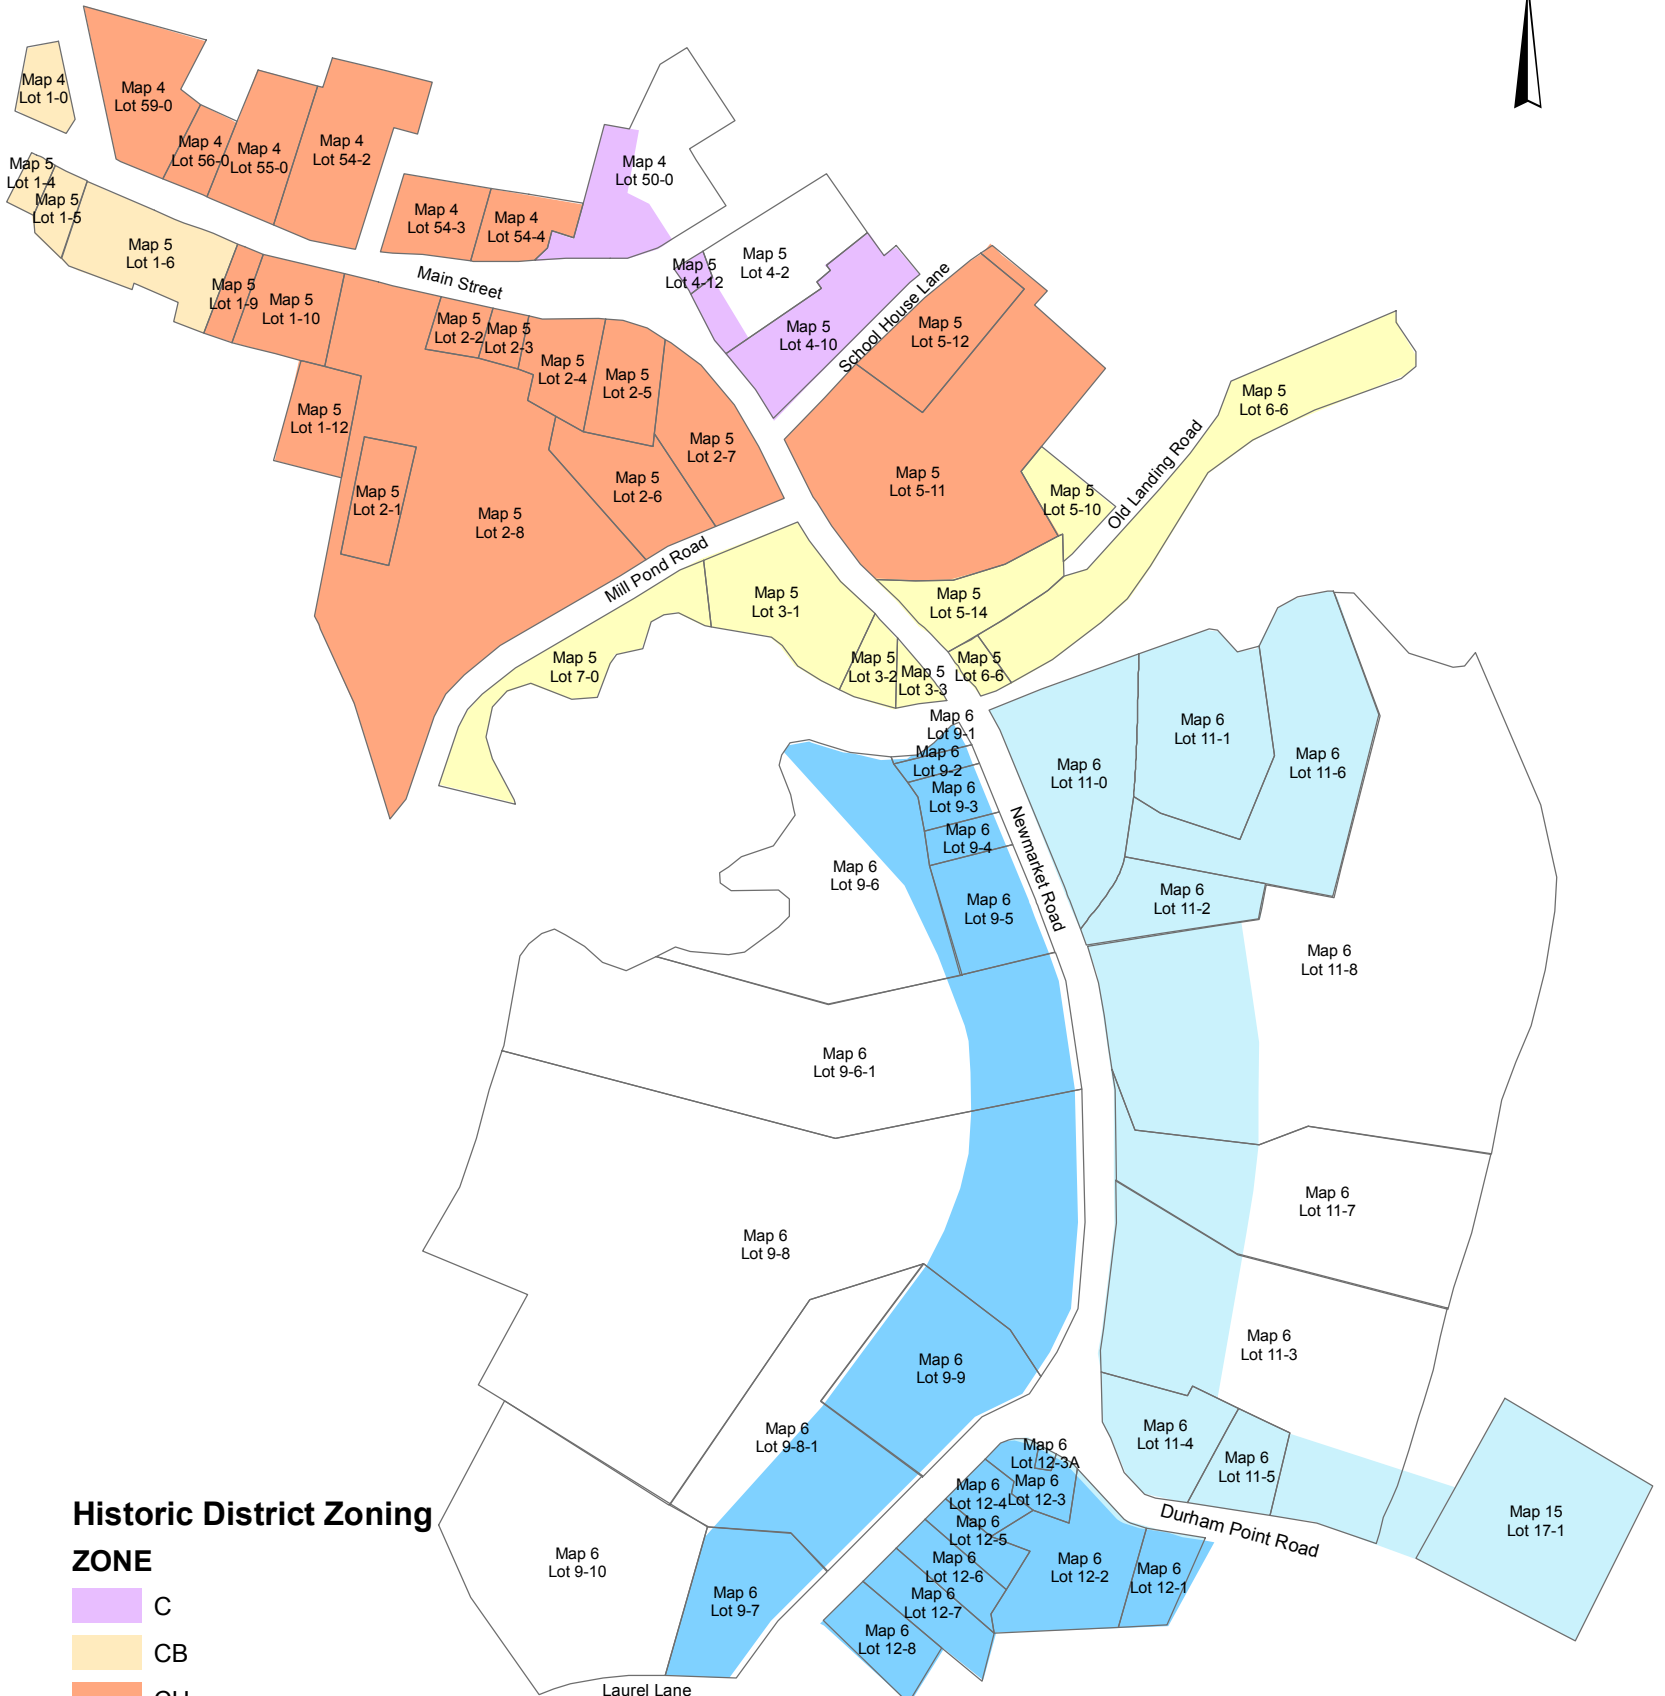 Map 4
Lot 1-0
Map 4
Lot 59-0
Map 4
Lot 56-0
Map 4
Lot 55-0
Map 4
Lot 54-2
Map 4
Lot 54-3
Map 4
Lot 54-4
Map 4
Lot 50-0
Map 5
Lot 1-4
Map 5
Lot 1-5
Map 5
Lot 1-6
Map 5
Lot 1-9
Map 5
Lot 1-10
Main Street
Map 5
Lot 4-12
Map 5
Lot 4-2
Map 5
Lot 4-10
School House Lane
Map 5
Lot 5-12
Map 5
Lot 2-2
Map 5
Lot 2-3
Map 5
Lot 2-4
Map 5
Lot 2-5
Map 5
Lot 1-12
Map 5
Lot 2-7
Map 5
Lot 2-6
Map 5
Lot 2-1
Map 5
Lot 2-8
Map 5
Lot 5-11
Map 5
Lot 5-10
Old Landing Road
Map 5
Lot 6-6
Mill Pond Road
Map 5
Lot 3-1
Map 5
Lot 5-14
Map 5
Lot 7-0
Map 5
Lot 3-2
Map 5
Lot 3-3
Map 5
Lot 6-6
Map 6
Lot 9-1
Map 6
Lot 9-2
Map 6
Lot 9-3
Map 6
Lot 9-4
Map 6
Lot 9-5
Map 6
Lot 9-6
Newmarket Road
Map 6
Lot 11-0
Map 6
Lot 11-1
Map 6
Lot 11-6
Map 6
Lot 11-2
Map 6
Lot 11-8
Map 6
Lot 9-6-1
Map 6
Lot 9-8
Map 6
Lot 11-7
Map 6
Lot 11-3
Map 6
Lot 9-9
Map 6
Lot 9-8-1
Map 6
Lot 11-4
Map 6
Lot 11-5
Map 6
Lot 12-3A
Map 6
Lot 12-3
Map 6
Lot 12-4
Map 6
Lot 12-5
Map 6
Lot 12-6
Map 6
Lot 12-7
Map 6
Lot 12-8
Map 6
Lot 12-2
Map 6
Lot 12-1
Durham Point Road
Map 15
Lot 17-1
Map 6
Lot 9-10
Map 6
Lot 9-7
Laurel Lane
Historic District Zoning
ZONE
C
CB